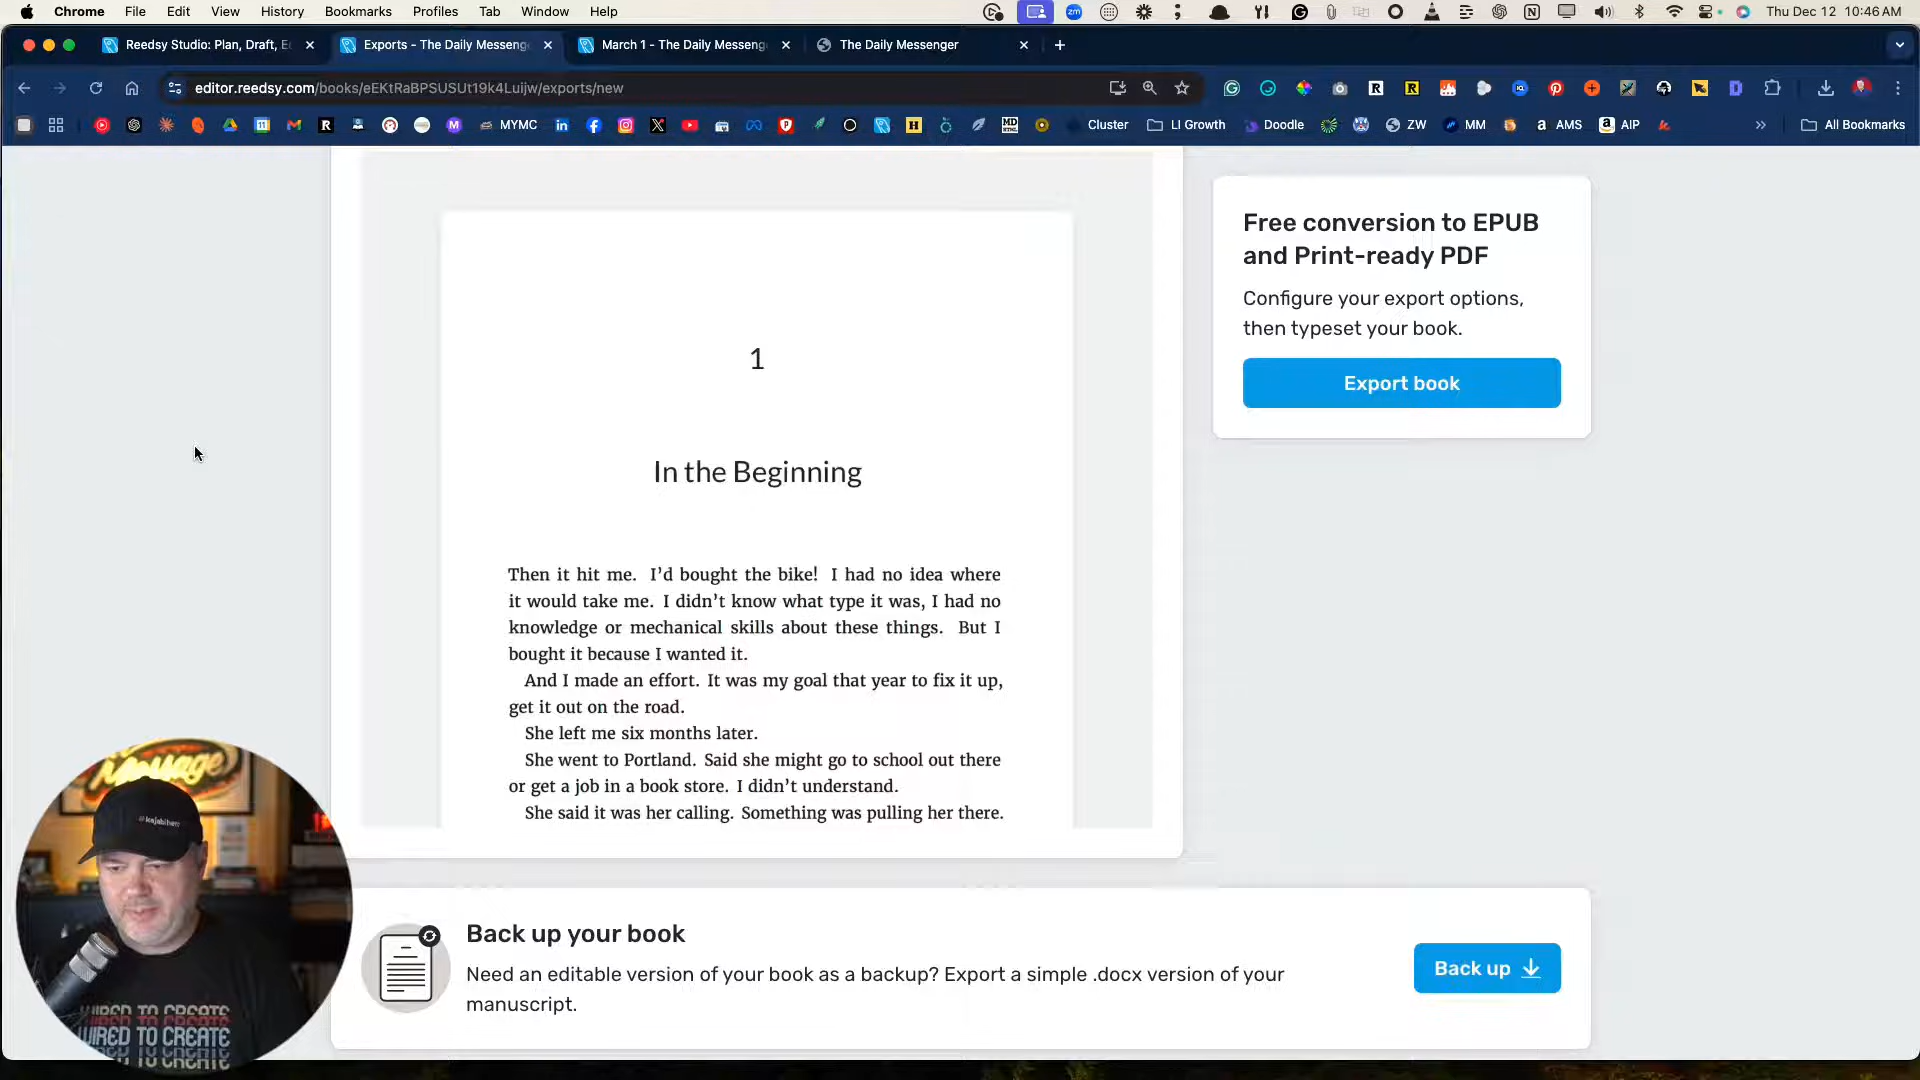 Chrome File Edit View History Bookmarks Profiles Tab Window Help Thu Dec 12 10:46 AM
Reedsy Studio: Plan, Draft, E
Exports - The Daily Messeng
March 1 - The Daily Messeng
The Daily Messenger
editor.reedsy.com/books/eEKtRaBPSUSUt19k4Luijw/exports/new
MYMC Cluster LI Growth Doodle ZW MM AMS AIP All Bookmarks
1
In the Beginning
Then it hit me. I’d bought the bike! I had no idea where
it would take me. I didn’t know what type it was, I had no
knowledge or mechanical skills about these things. But I
bought it because I wanted it.
And I made an effort. It was my goal that year to fix it up,
get it out on the road.
She left me six months later.
She went to Portland. Said she might go to school out there
or get a job in a book store. I didn’t understand.
She said it was her calling. Something was pulling her there.
Free conversion to EPUB
and Print-ready PDF
Configure your export options,
then typeset your book.
Export book
Back up your book
Need an editable version of your book as a backup? Export a simple .docx version of your
manuscript.
Back up
Message
WIRED TO CREATE
WIRED TO CREATE
WIRED TO CREATE